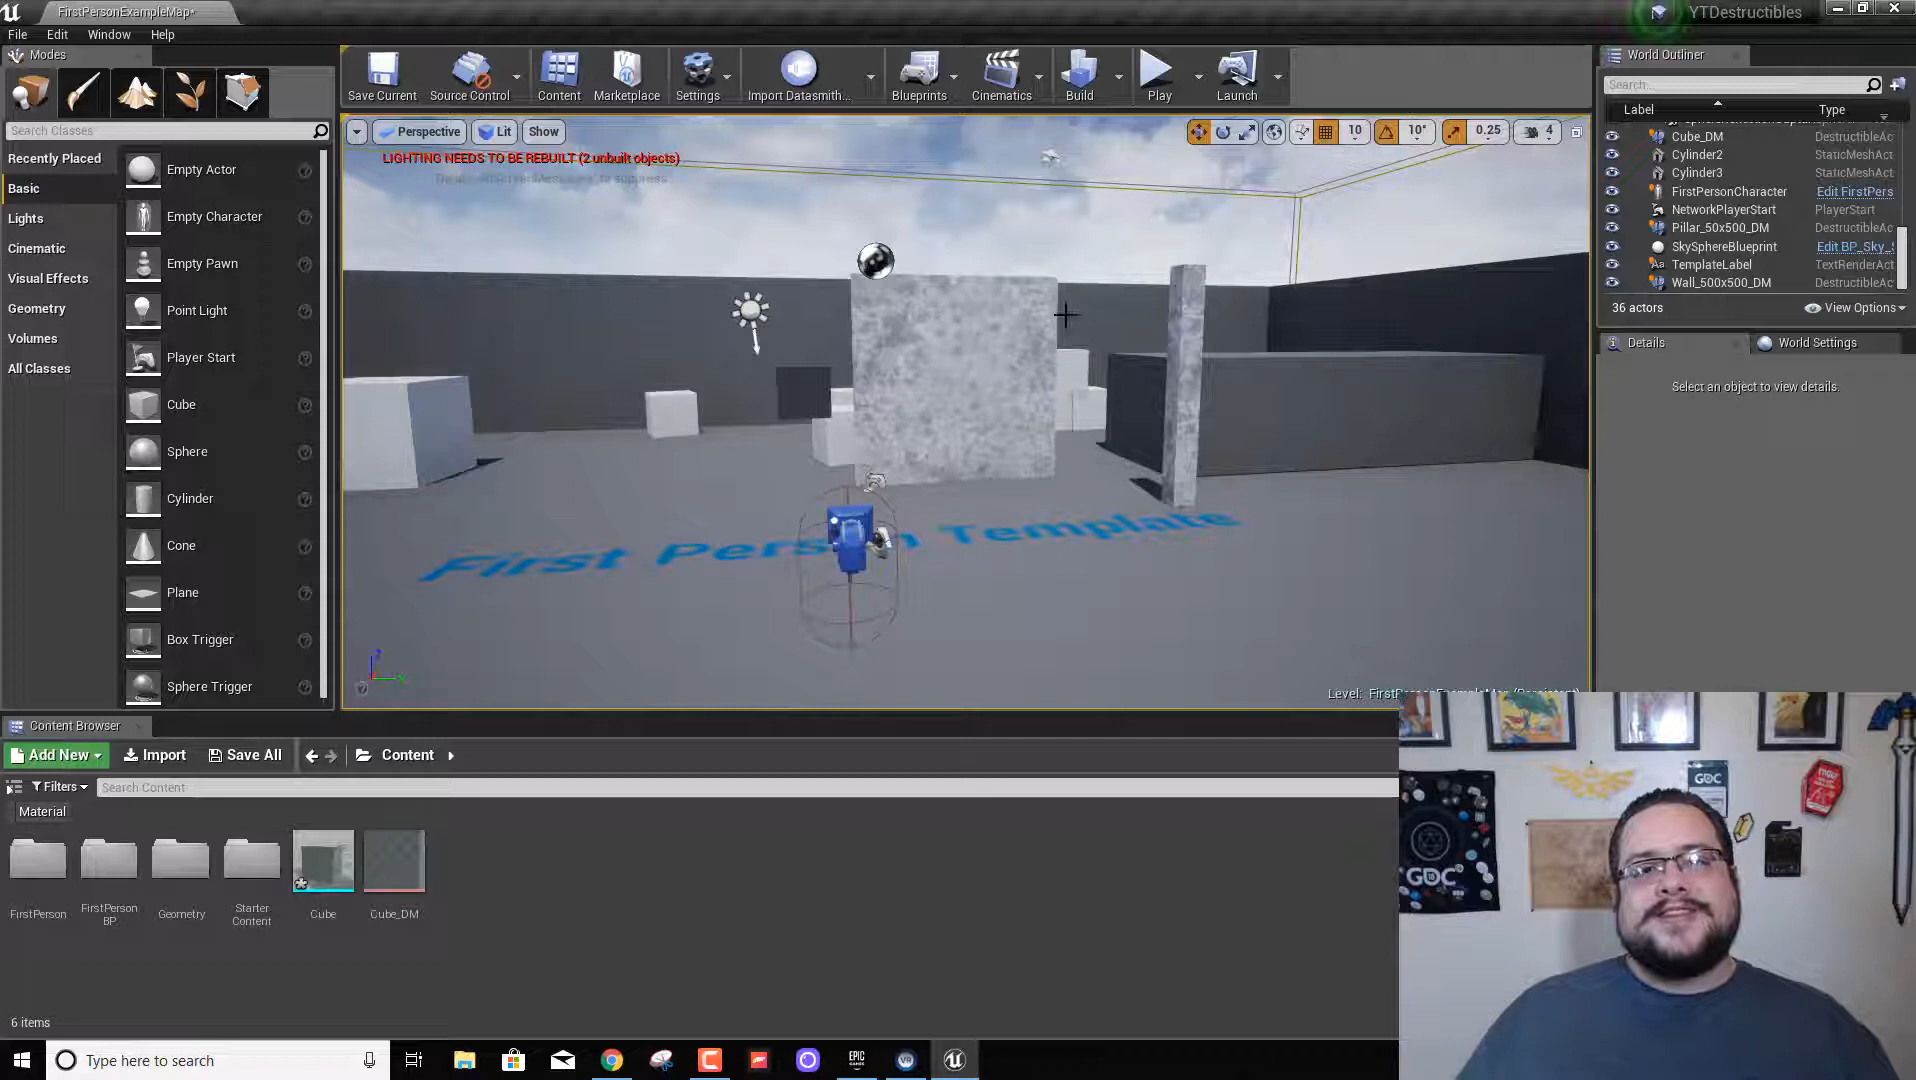 FirstPersonExampleMap*
YTDestructibles
File Edit Window Help
Modes
Search Classes
Recently Placed
Basic
Lights
Cinematic
Visual Effects
Geometry
Volumes
All Classes
Empty Actor
Empty Character
Empty Pawn
Point Light
Player Start
Cube
Sphere
Cylinder
Cone
Plane
Box Trigger
Sphere Trigger
Save Current Source Control Content Marketplace Settings Import Datasmith... Blueprints Cinematics Build Play Launch
Perspective Lit Show
10 10° 0.25 4
LIGHTING NEEDS TO BE REBUILT (2 unbuilt objects)
First Person Template
Level:
World Outliner
Search...
Label Type
Cube_DM DestructibleAc
Cylinder2 StaticMeshAct
Cylinder3 StaticMeshAct
FirstPersonCharacter Edit FirstPers
NetworkPlayerStart PlayerStart
Pillar_50x500_DM DestructibleAc
SkySphereBlueprint Edit BP_Sky_S
TemplateLabel TextRenderAct
Wall_500x500_DM DestructibleAc
36 actors View Options
Details World Settings
Select an object to view details.
Content Browser
Add New Import Save All Content
Filters Search Content
Material
FirstPerson
FirstPerson
BP
Geometry
Starter
Content
Cube
Cube_DM
6 items
GDC
GDC
Type here to search
EPIC
GAMES
VR